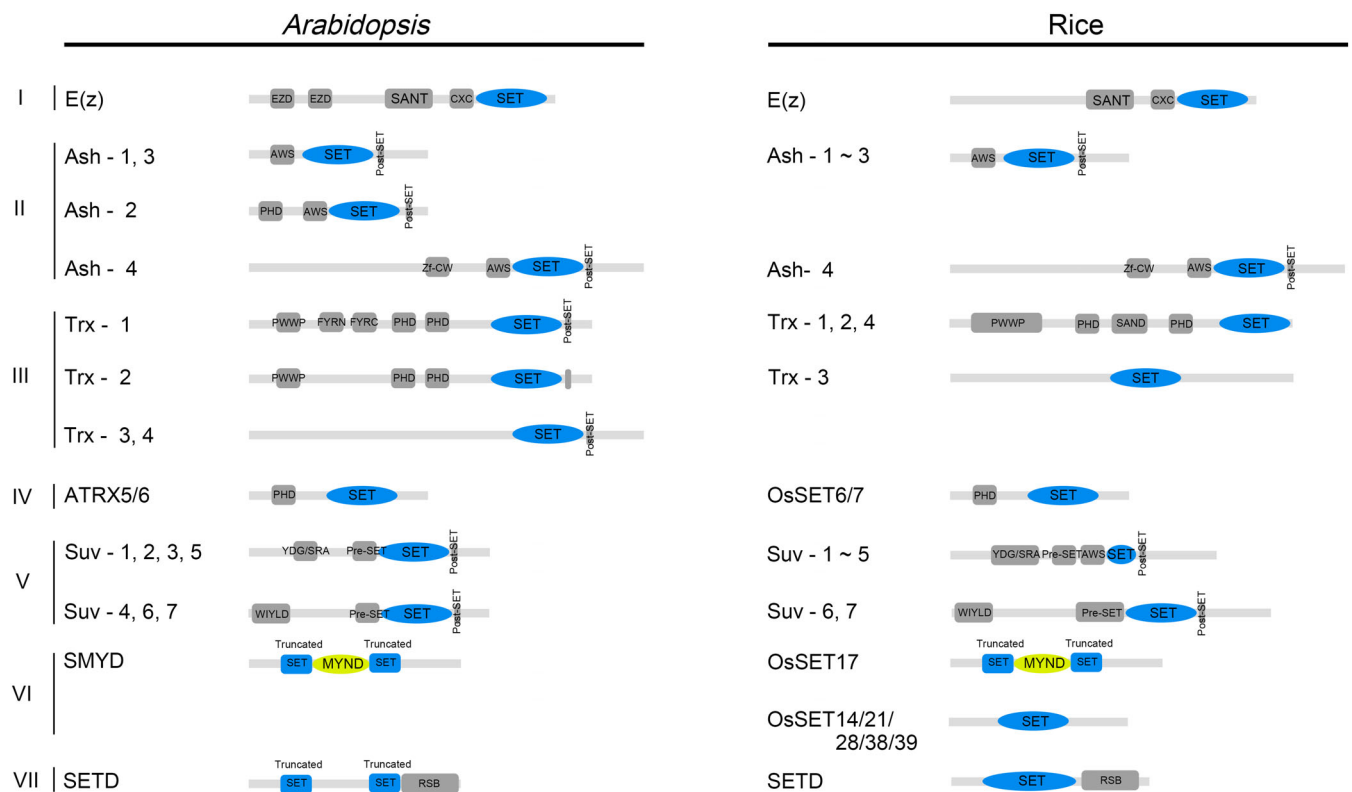 Arabidopsis Rice
I E(z) EZD EZD SANT CXC SET E(z) SANT CXC SET
Ash - 1, 3 AWS SET Post-SET Ash - 1 ~ 3 AWS SET Post-SET
II Ash - 2 PHD AWS SET Post-SET
Ash - 4 Zf-CW AWS SET Post-SET Ash- 4 Zf-CW AWS SET Post-SET
Trx - 1 PWWP FYRN FYRC PHD PHD SET Post-SET Trx - 1, 2, 4 PWWP PHD SAND PHD SET
III Trx - 2 PWWP PHD PHD SET Trx - 3 SET
Trx - 3, 4 SET Post-SET
IV ATRX5/6 PHD SET OsSET6/7 PHD SET
Suv - 1, 2, 3, 5 YDG/SRA Pre-SET SET Post-SET Suv - 1 ~ 5 YDG/SRA Pre-SET AWS SET Post-SET
V
Suv - 4, 6, 7 WIYLD Pre-SET SET Post-SET Suv - 6, 7 WIYLD Pre-SET SET Post-SET
Truncated Truncated Truncated Truncated
SMYD SET MYND SET OsSET17 SET MYND SET
VI
OsSET14/21/ SET
28/38/39
Truncated Truncated
VII SETD SET SET RSB SETD SET RSB